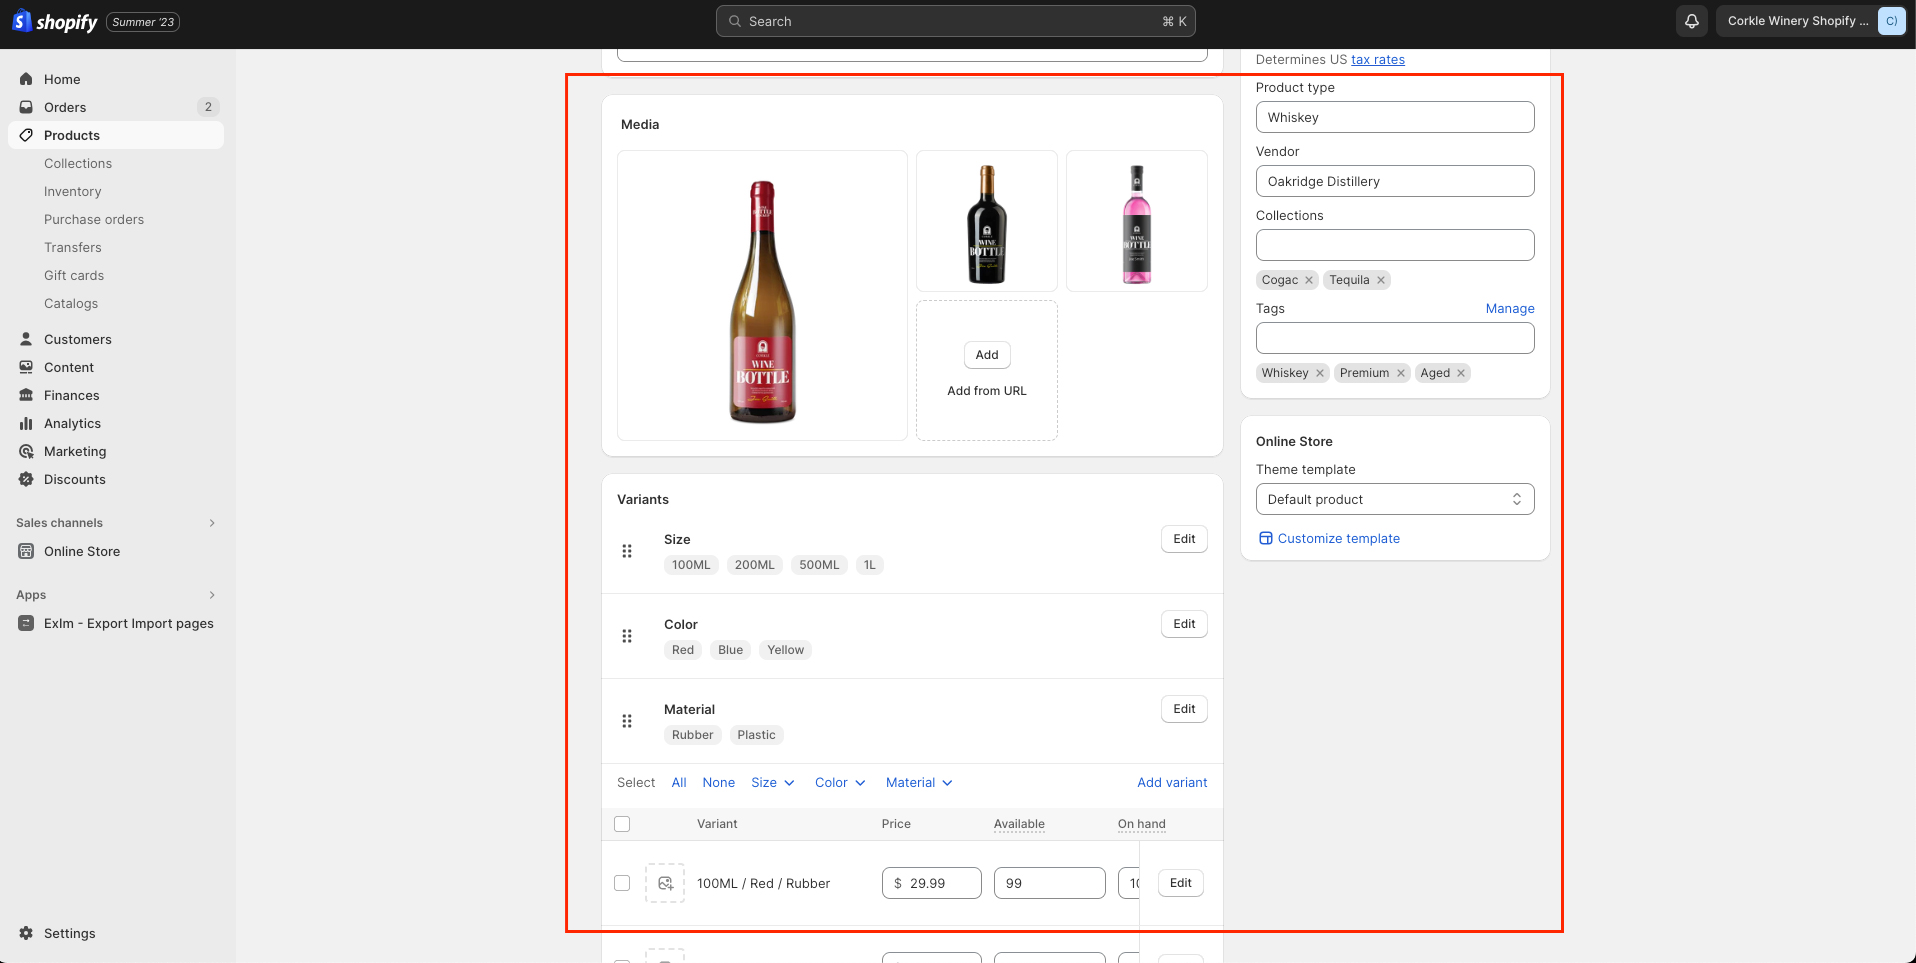 shopify Summer '23
Search ⌘ K
Corkle Winery Shopify ... C)
Home
Orders 2
Products
Collections
Inventory
Purchase orders
Transfers
Gift cards
Catalogs
Customers
Content
Finances
Analytics
Marketing
Discounts
Sales channels
Online Store
Apps
ExIm - Export Import pages
Settings
Media
WINE
BOTTLE
WINE
BOTTLE
WINE
BOTTLE
Add
Add from URL
Variants
Size
Edit
100ML 200ML 500ML 1L
Color
Edit
Red Blue Yellow
Material
Edit
Rubber Plastic
Select All None Size Color Material Add variant
Variant Price Available On hand
100ML / Red / Rubber $ 29.99 99 10 Edit
Determines US tax rates
Product type
Whiskey
Vendor
Oakridge Distillery
Collections
Cogac Tequila
Tags Manage
Whiskey Premium Aged
Online Store
Theme template
Default product
Customize template